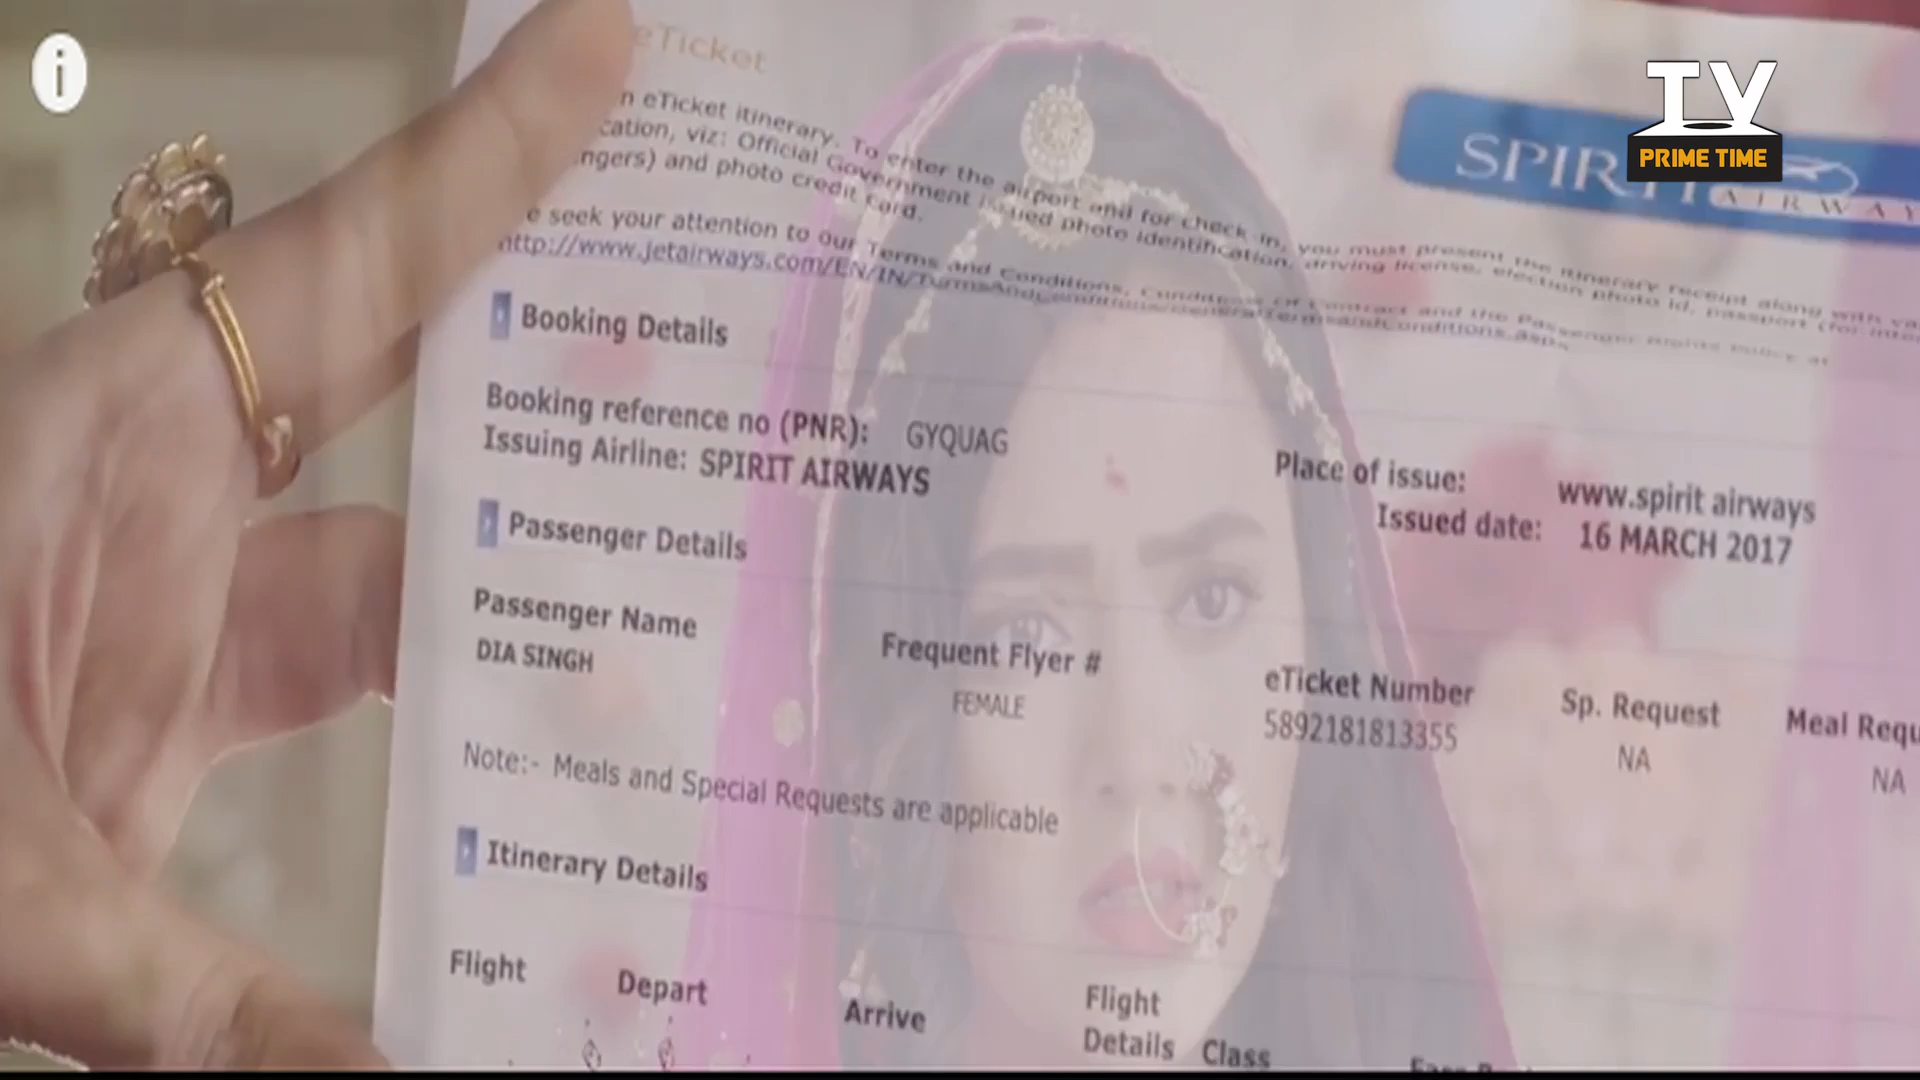 i
TV
PRIME TIME
eTicket
SPIRIT
AIRWAY
n eTicket itinerary. To enter the airport and for check in, you must present the itinerary receipt along with va
cation, viz: Official Government issued photo identification, driving license, election photo id, passport (for inter
ngers) and photo credit card.
e seek your attention to our Terms and Conditions, Conditions of Contract and the Passenger Rights Policy at
http://www.jetairways.com/EN/IN/TermsAndConditions/GeneralTermsandConditions.aspx
Booking Details
Booking reference no (PNR): GYQUAG
Issuing Airline: SPIRIT AIRWAYS
Place of issue: www.spirit airways
Issued date: 16 MARCH 2017
Passenger Details
Passenger Name Frequent Flyer # eTicket Number Sp. Request Meal Requ
DIA SINGH FEMALE 5892181813355 NA NA
Note:- Meals and Special Requests are applicable
Itinerary Details
Flight Depart Arrive Flight
Details Class